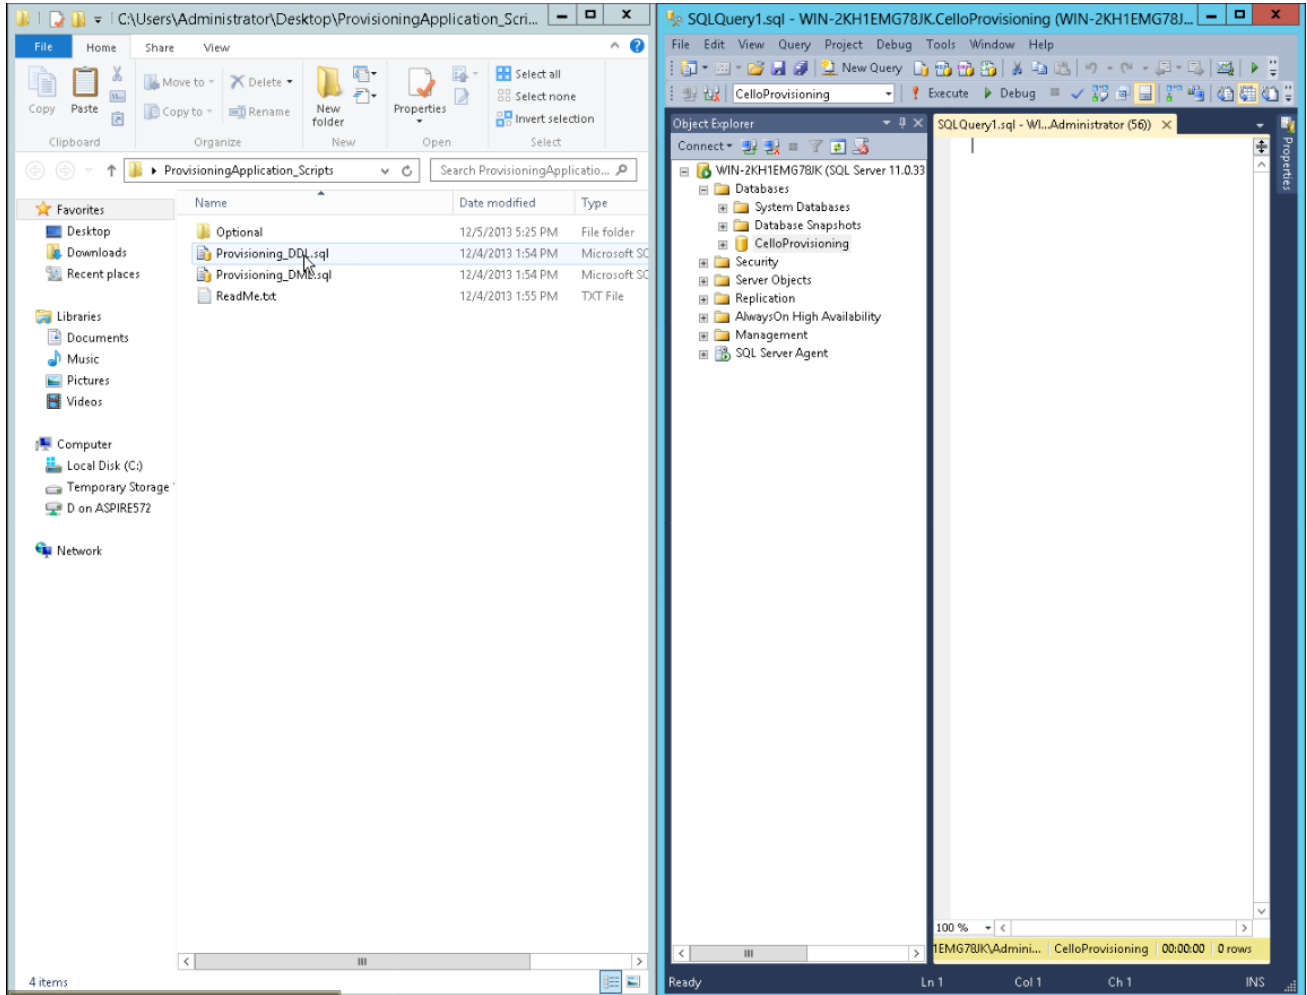 C:\Users\Administrator\Desktop\ProvisioningApplication_Scri...
File Home Share View
Copy Paste
Move to Copy to
Delete Rename
New folder
Properties
Select all
Select none
Invert selection
Clipboard Organize New Open Select
ProvisioningApplication_Scripts
Search ProvisioningApplicatio...
Favorites
Desktop
Downloads
Recent places
Libraries
Documents
Music
Pictures
Videos
Computer
Local Disk (C:)
Temporary Storage
D on ASPIRE572
Network
Name Date modified Type
Optional 12/5/2013 5:25 PM File folder
Provisioning_DDL.sql 12/4/2013 1:54 PM Microsoft SC
Provisioning_DML.sql 12/4/2013 1:54 PM Microsoft SC
ReadMe.txt 12/4/2013 1:55 PM TXT File
4 items
SQLQuery1.sql - WIN-2KH1EMG78JK.CelloProvisioning (WIN-2KH1EMG78J...
File Edit View Query Project Debug Tools Window Help
New Query
CelloProvisioning Execute Debug
Object Explorer
Connect
WIN-2KH1EMG78JK (SQL Server 11.0.33
Databases
System Databases
Database Snapshots
CelloProvisioning
Security
Server Objects
Replication
AlwaysOn High Availability
Management
SQL Server Agent
SQLQuery1.sql - WI...Administrator (56))
Properties
100 %
1EMG78JK\Admini... CelloProvisioning 00:00:00 0 rows
Ready Ln 1 Col 1 Ch 1 INS